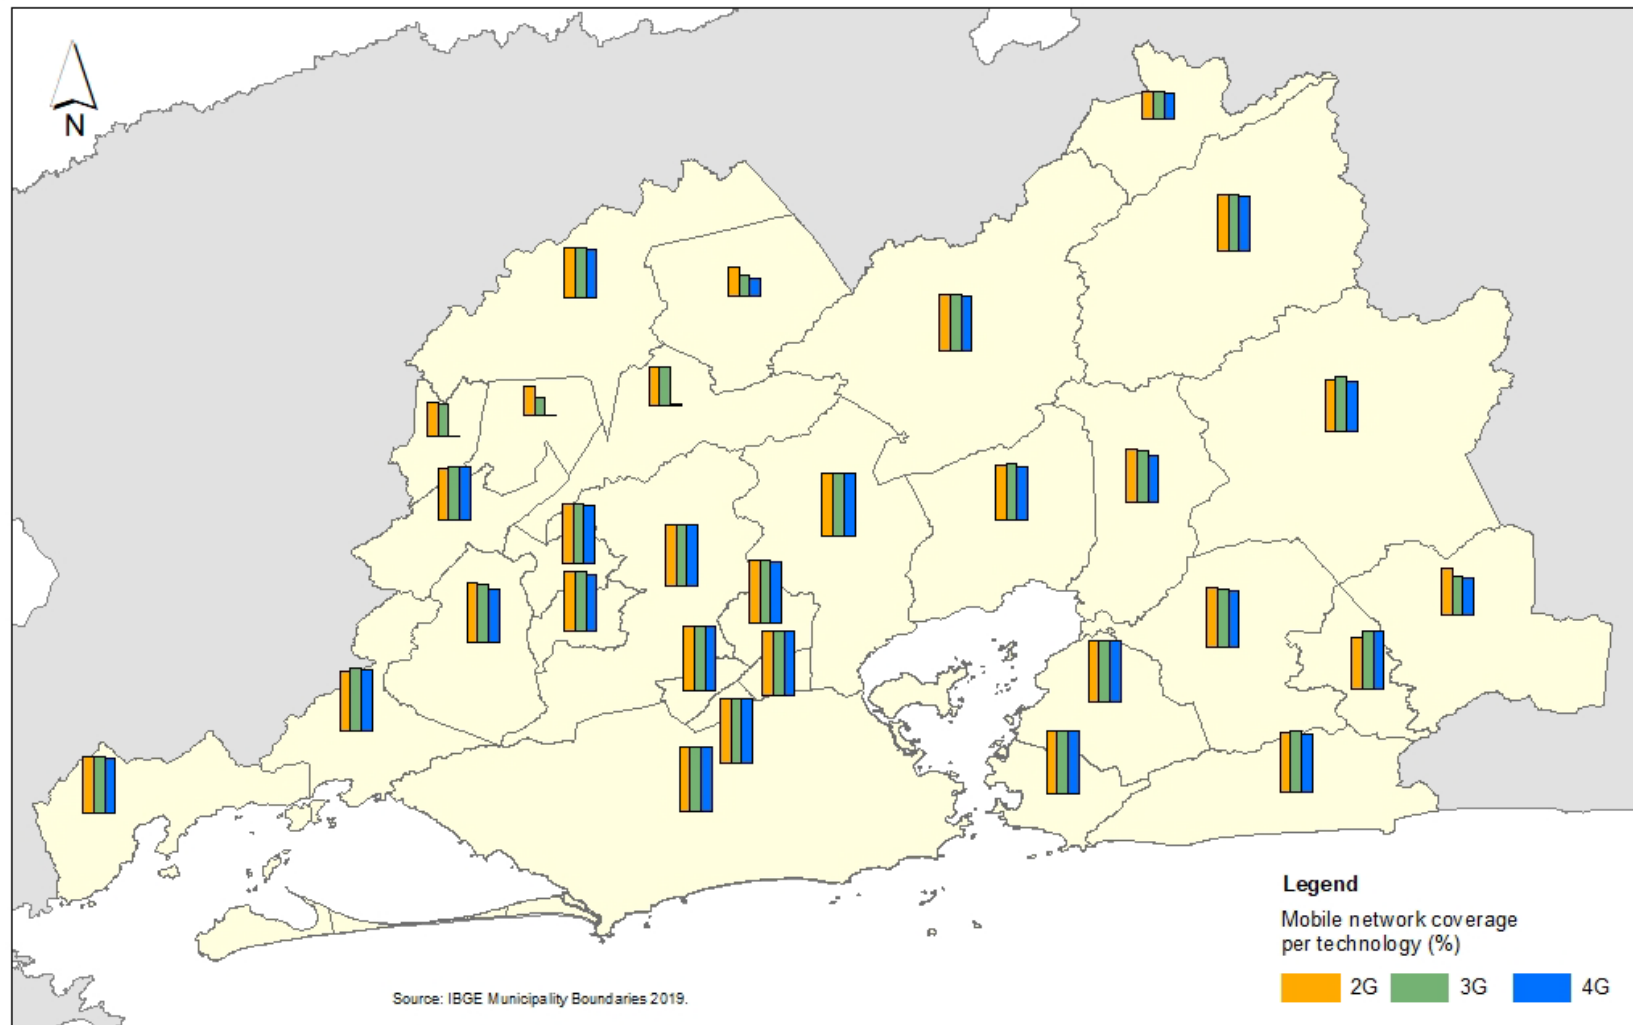 N
Legend
Mobile network coverage
per technology (%)
2G 3G 4G
Source: IBGE Municipality Boundaries 2019.